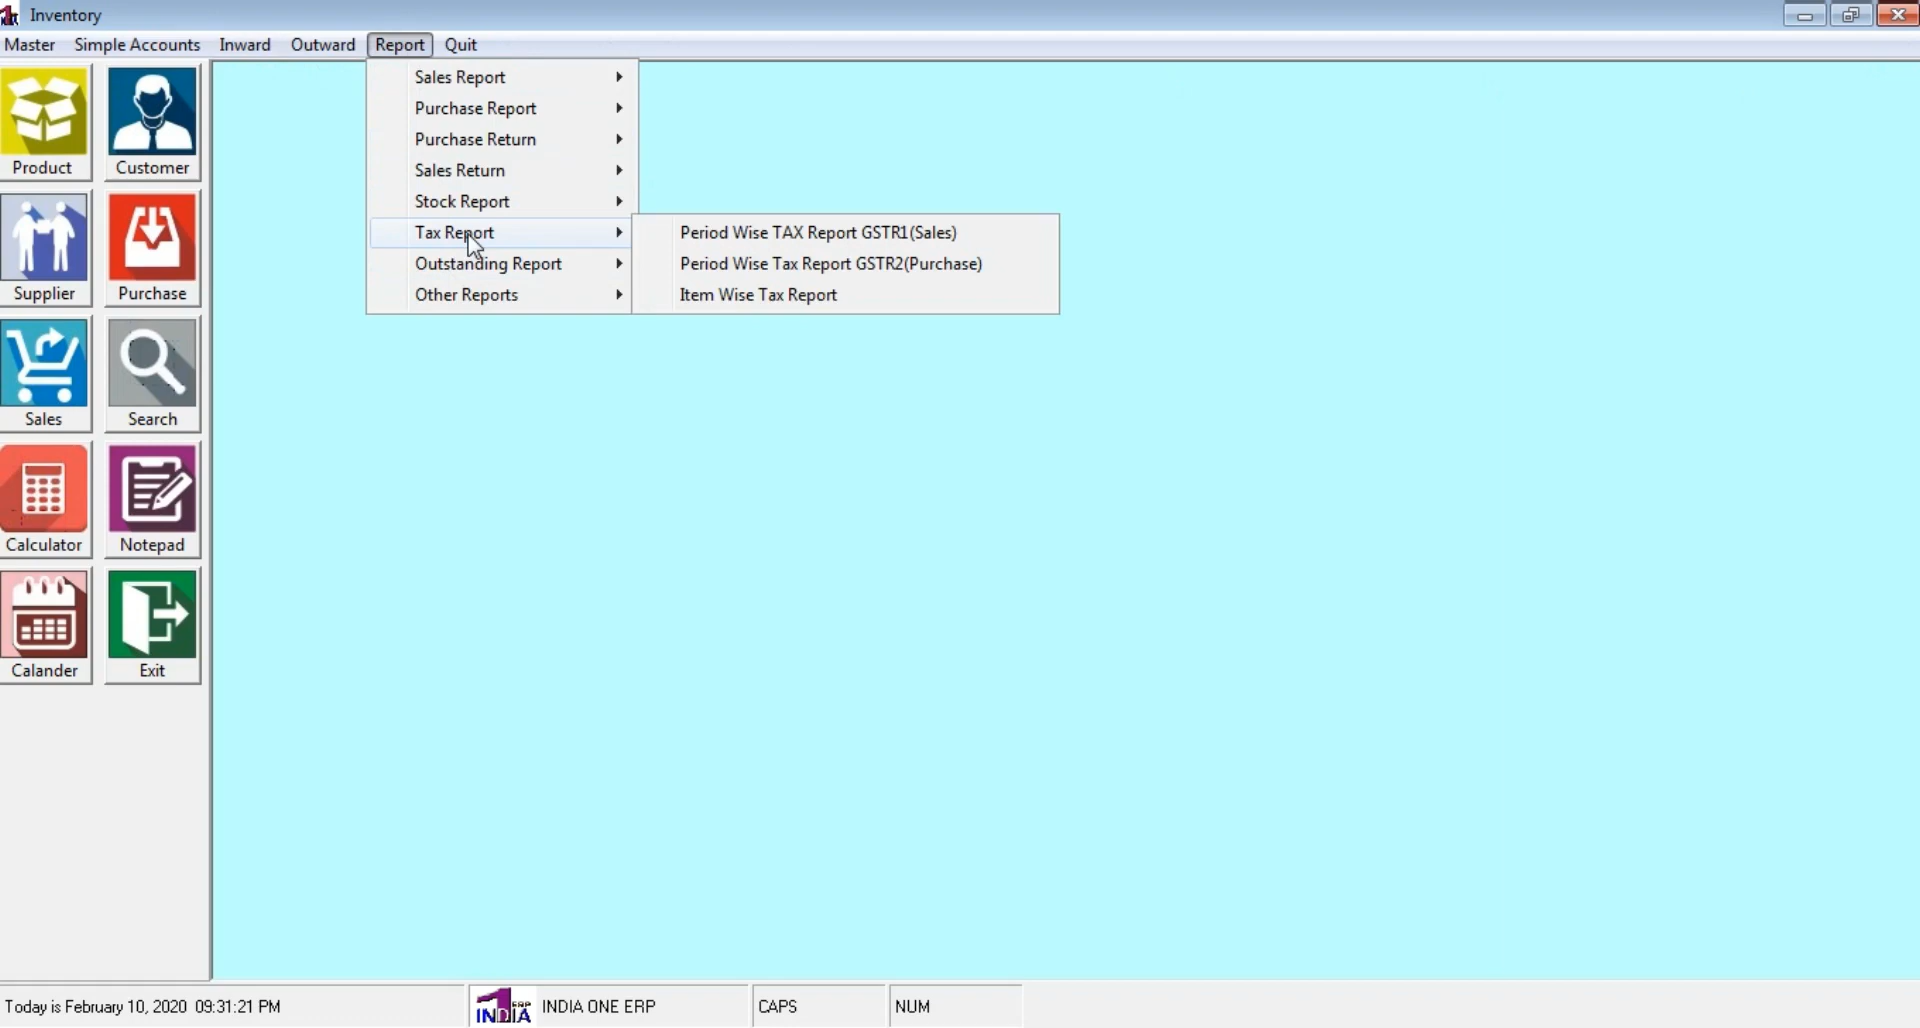 Inventory
Master Simple Accounts Inward Outward Report Quit
Sales Report
Purchase Report
Purchase Return
Sales Return
Stock Report
Tax Report
Outstanding Report
Other Reports
Period Wise TAX Report GSTR1(Sales)
Period Wise Tax Report GSTR2(Purchase)
Item Wise Tax Report
Product Customer
Supplier Purchase
Sales Search
Calculator Notepad
Calander Exit
Today is February 10, 2020 09:31:21 PM 1 ERP INDIA INDIA ONE ERP CAPS NUM